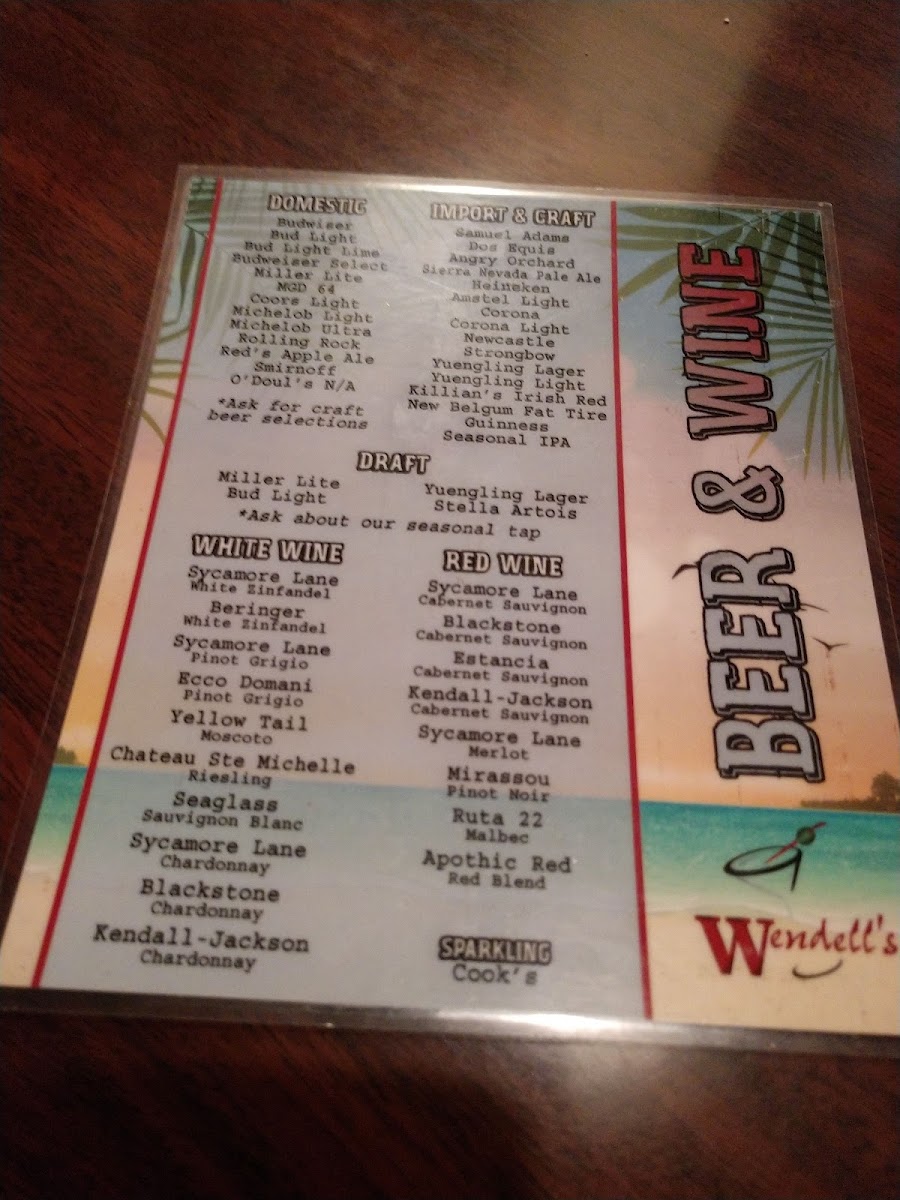 DOMESTIC
Budwiser
Bud Light
Bud Light Lime
Budweiser Select
Miller Lite
MGD 64
Coors Light
Michelob Light
Michelob Ultra
Rolling Rock
Red's Apple Ale
Smirnoff
O'Doul's N/A
*Ask for craft
beer selections
IMPORT & CRAFT
Samuel Adams
Dos Equis
Angry Orchard
Sierra Nevada Pale Ale
Heineken
Amstel Light
Corona
Corona Light
Newcastle
Strongbow
Yuengling Lager
Yuengling Light
Killian's Irish Red
New Belgum Fat Tire
Guinness
Seasonal IPA
DRAFT
Miller Lite
Bud Light
Yuengling Lager
Stella Artois
*Ask about our seasonal tap
WHITE WINE
Sycamore Lane
White Zinfandel
Beringer
White Zinfandel
Sycamore Lane
Pinot Grigio
Ecco Domani
Pinot Grigio
Yellow Tail
Moscoto
Chateau Ste Michelle
Riesling
Seaglass
Sauvignon Blanc
Sycamore Lane
Chardonnay
Blackstone
Chardonnay
Kendall-Jackson
Chardonnay
RED WINE
Sycamore Lane
Cabernet Sauvignon
Blackstone
Cabernet Sauvignon
Estancia
Cabernet Sauvignon
Kendall-Jackson
Cabernet Sauvignon
Sycamore Lane
Merlot
Mirassou
Pinot Noir
Ruta 22
Malbec
Apothic Red
Red Blend
SPARKLING
Cook's
BEER & WINE
Wendell's